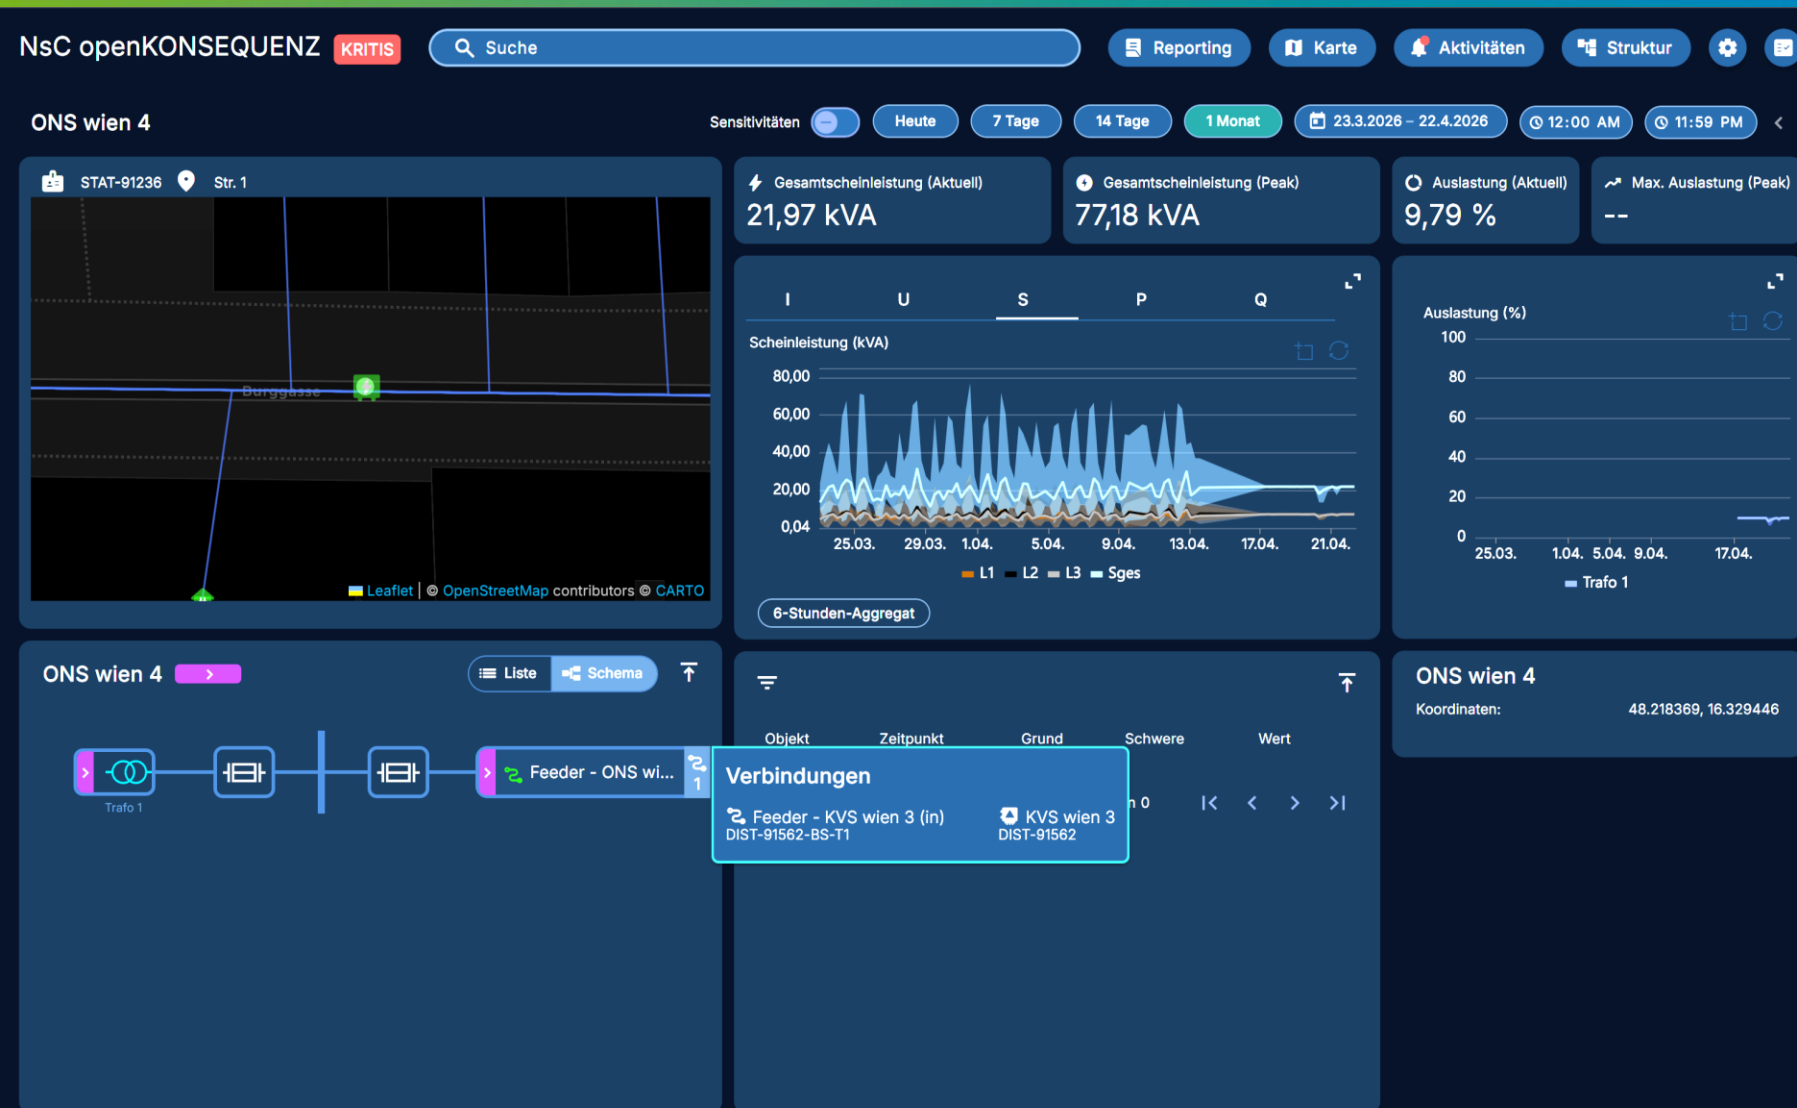 NsC openKONSEQUENZ KRITIS
Suche
Reporting
Karte
Aktivitäten
Struktur
ONS wien 4
Sensitivitäten
Heute
7 Tage
14 Tage
1 Monat
23.3.2026 – 22.4.2026
12:00 AM
11:59 PM
STAT-91236
Str. 1
Burggasse
Leaflet | © OpenStreetMap contributors © CARTO
Gesamtscheinleistung (Aktuell)
21,97 kVA
Gesamtscheinleistung (Peak)
77,18 kVA
Auslastung (Aktuell)
9,79 %
Max. Auslastung (Peak)
--
I U S P Q
Scheinleistung (kVA)
80,00
60,00
40,00
20,00
0,04
25.03. 29.03. 1.04. 5.04. 9.04. 13.04. 17.04. 21.04.
L1 L2 L3 Sges
6-Stunden-Aggregat
Auslastung (%)
100
80
60
40
20
0
25.03. 1.04. 5.04. 9.04. 17.04.
Trafo 1
ONS wien 4
Liste
Schema
Trafo 1
Feeder - ONS wi...
1
Objekt Zeitpunkt Grund Schwere Wert
n 0
Verbindungen
Feeder - KVS wien 3 (in)
DIST-91562-BS-T1
KVS wien 3
DIST-91562
ONS wien 4
Koordinaten: 48.218369, 16.329446